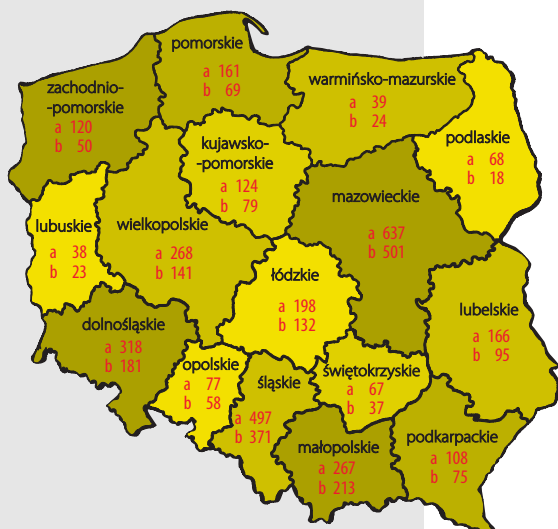 pomorskie
a 161
b 69
zachodnio-
-pomorskie
a 120
b 50
warmińsko-mazurskie
a 39
b 24
podlaskie
a 68
b 18
kujawsko-
-pomorskie
a 124
b 79
mazowieckie
a 637
b 501
lubuskie
a 38
b 23
wielkopolskie
a 268
b 141
łódzkie
a 198
b 132
lubelskie
a 166
b 95
dolnośląskie
a 318
b 181
opolskie
a 77
b 58
śląskie
a 497
b 371
świętokrzyskie
a 67
b 37
małopolskie
a 267
b 213
podkarpackie
a 108
b 75